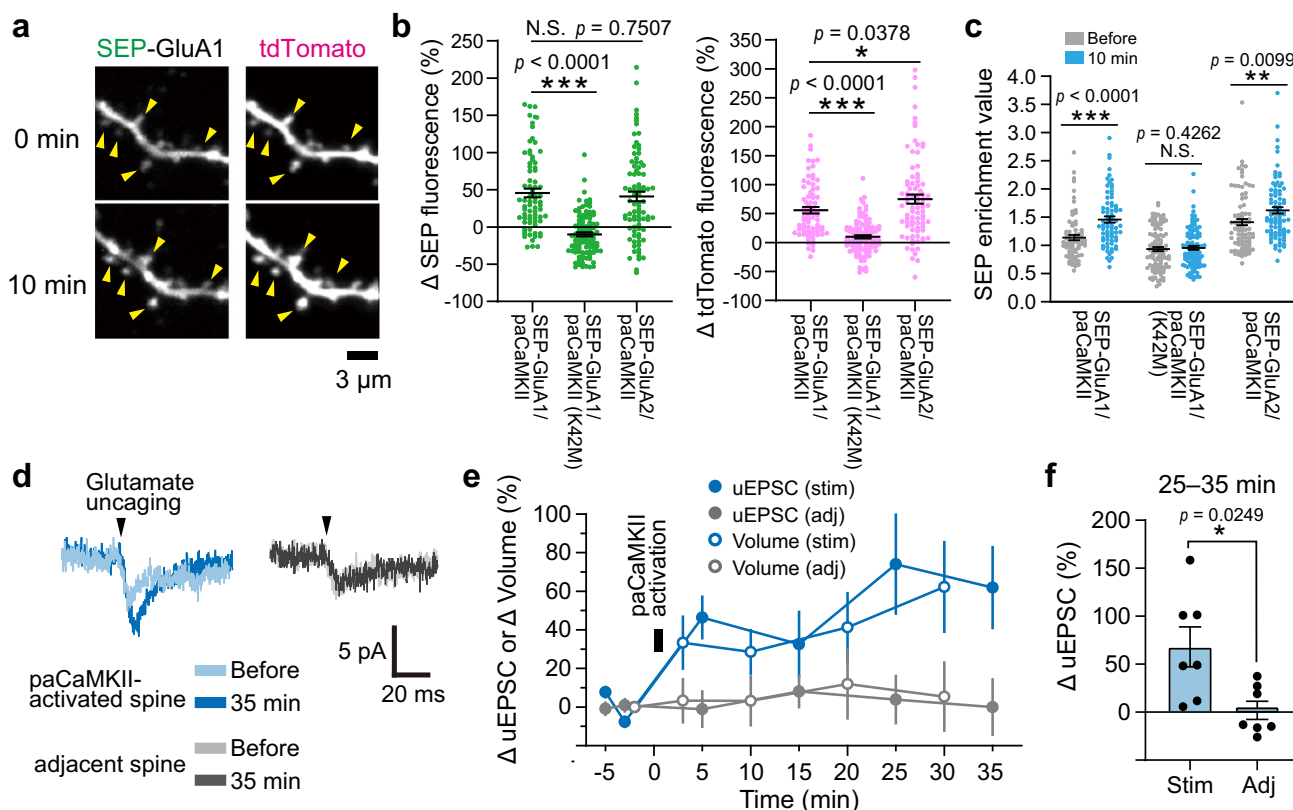 a
SEP-GluA1
tdTomato
0 min
10 min
3 µm
b
Δ SEP fluorescence (%)
250
200
150
100
50
0
-50
-100
N.S. p = 0.7507
p < 0.0001
***
SEP-GluA1/
paCaMKII
SEP-GluA1/
paCaMKII (K42M)
SEP-GluA2/
paCaMKII
Δ tdTomato fluorescence (%)
350
300
250
200
150
100
50
0
-50
-100
p = 0.0378
*
p < 0.0001
***
SEP-GluA1/
paCaMKII
SEP-GluA1/
paCaMKII (K42M)
SEP-GluA2/
paCaMKII
c
Before
10 min
SEP enrichment value
4.0
3.5
3.0
2.5
2.0
1.5
1.0
0.5
0.0
p < 0.0001
***
p = 0.4262
N.S.
p = 0.0099
**
SEP-GluA1/
paCaMKII
SEP-GluA1/
paCaMKII
(K42M)
SEP-GluA2/
paCaMKII
d
Glutamate
uncaging
5 pA
20 ms
paCaMKII-
activated spine
Before
35 min
adjacent spine
Before
35 min
e
Δ uEPSC or Δ Volume (%)
100
80
60
40
20
0
paCaMKII
activation
uEPSC (stim)
uEPSC (adj)
Volume (stim)
Volume (adj)
-5
0
5
10
15
20
25
30
35
Time (min)
f
25–35 min
p = 0.0249
*
Δ uEPSC (%)
200
150
100
50
0
Stim
Adj